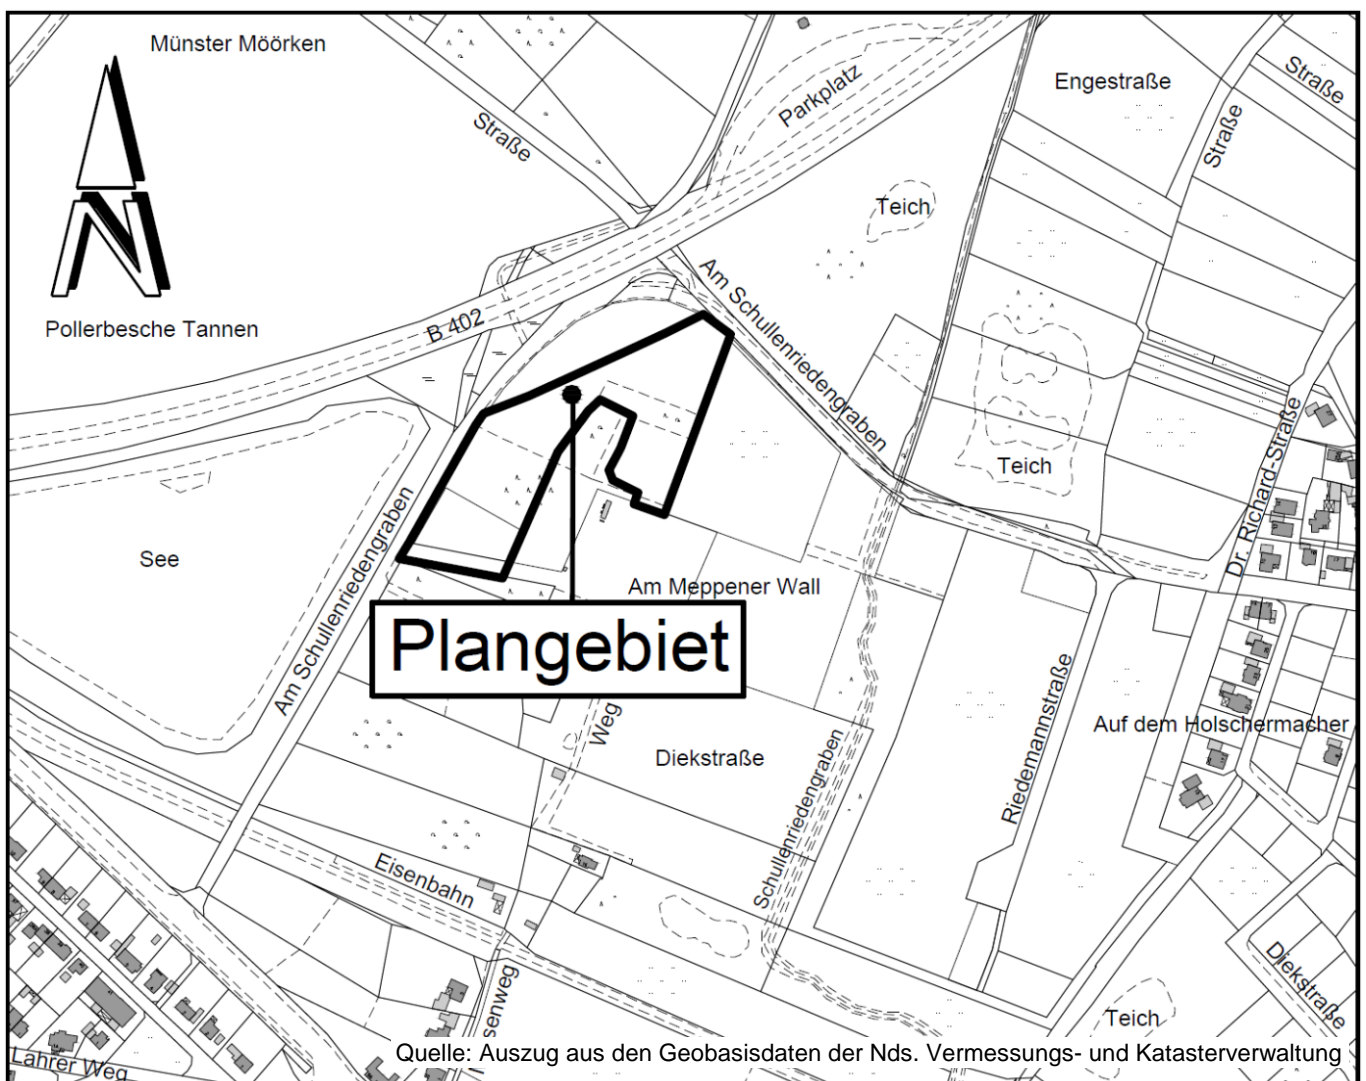 Münster Möörken
Straße
Parkplatz
Engestraße
Straße
Straße
N
Teich
Am Schullenriedengraben
Pollerbesche Tannen
B 402
Teich
Dr. Richard-Straße
Am Schullenriedengraben
See
Am Meppener Wall
Plangebiet
Weg
Diekstraße
Schullenriedengraben
Riedemannstraße
Auf dem Holschermacher
Eisenbahn
Diekstraße
senweg
Teich
Lahrer Weg
Quelle: Auszug aus den Geobasisdaten der Nds. Vermessungs- und Katasterverwaltung